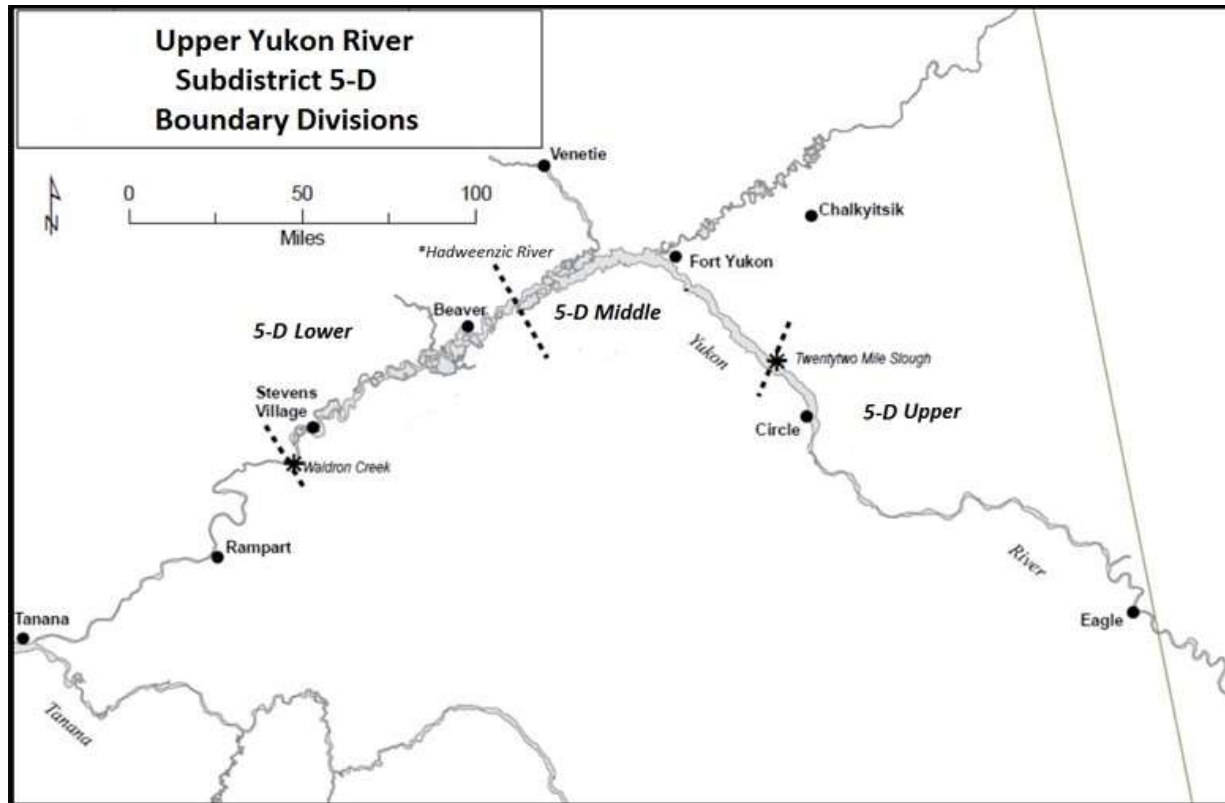 Upper Yukon River
Subdistrict 5-D
Boundary Divisions
Venetie
0 50 100
Miles
N
Chalkyitsik
*Hadweenzic River
Fort Yukon
Beaver
5-D Middle
5-D Lower
Yukon
Twentytwo Mile Slough
Stevens
Village
5-D Upper
Circle
Waldron Creek
Rampart
River
Tanana
Eagle
Tanana